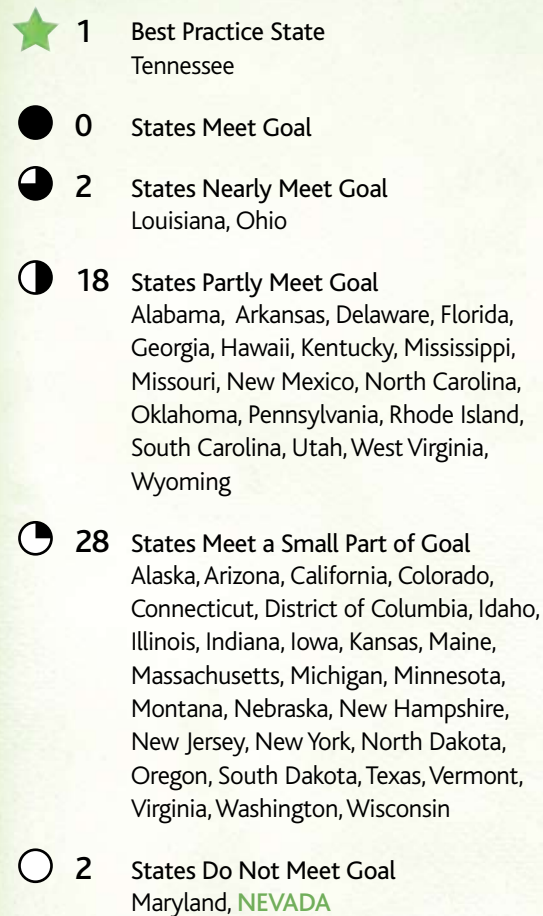 1 Best Practice State
Tennessee
0 States Meet Goal
2 States Nearly Meet Goal
Louisiana, Ohio
18 States Partly Meet Goal
Alabama, Arkansas, Delaware, Florida,
Georgia, Hawaii, Kentucky, Mississippi,
Missouri, New Mexico, North Carolina,
Oklahoma, Pennsylvania, Rhode Island,
South Carolina, Utah, West Virginia,
Wyoming
28 States Meet a Small Part of Goal
Alaska, Arizona, California, Colorado,
Connecticut, District of Columbia, Idaho,
Illinois, Indiana, Iowa, Kansas, Maine,
Massachusetts, Michigan, Minnesota,
Montana, Nebraska, New Hampshire,
New Jersey, New York, North Dakota,
Oregon, South Dakota, Texas, Vermont,
Virginia, Washington, Wisconsin
2 States Do Not Meet Goal
Maryland, NEVADA